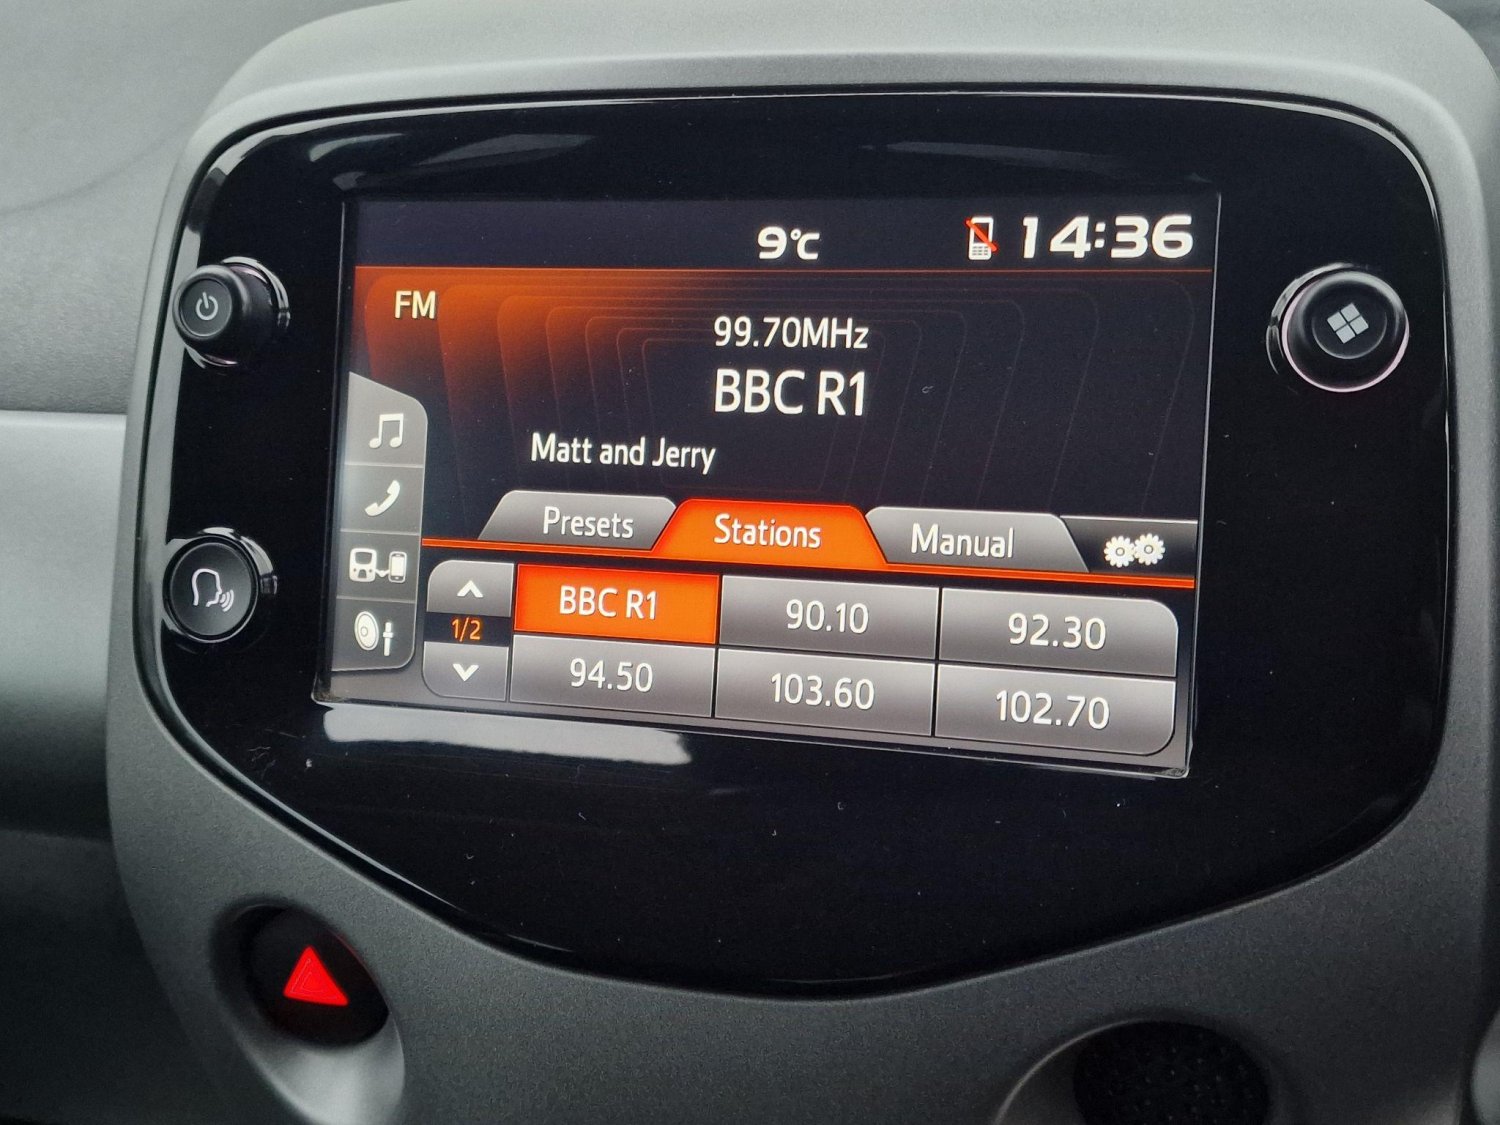 9°C 14:36
FM
99.70MHz
BBC R1
Matt and Jerry
Presets Stations Manual
BBC R1 90.10 92.30
1/2
94.50 103.60 102.70